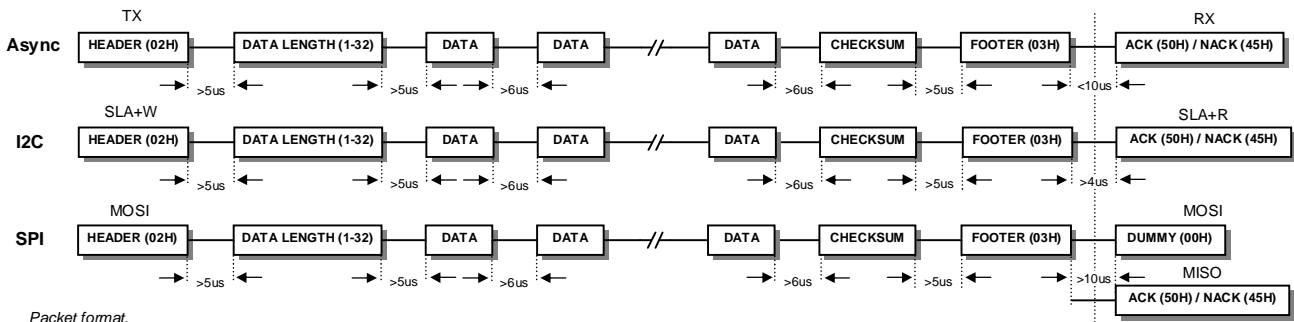 TX RX
Async HEADER (02H) DATA LENGTH (1-32) DATA DATA DATA CHECKSUM FOOTER (03H) ACK (50H) / NACK (45H)
>5us >5us >6us >6us >5us <10us
SLA+W SLA+R
I2C HEADER (02H) DATA LENGTH (1-32) DATA DATA DATA CHECKSUM FOOTER (03H) ACK (50H) / NACK (45H)
>5us >5us >6us >6us >5us >4us
MOSI MOSI
SPI HEADER (02H) DATA LENGTH (1-32) DATA DATA DATA CHECKSUM FOOTER (03H) DUMMY (00H)
>5us >5us >6us >6us >5us >10us MISO
ACK (50H) / NACK (45H)
Packet format.